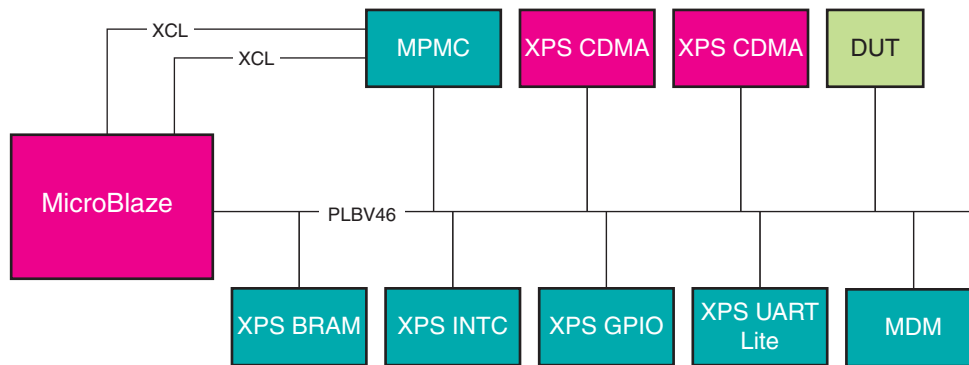 XCL
XCL
MPMC
XPS CDMA
XPS CDMA
DUT
MicroBlaze
PLBV46
XPS BRAM
XPS INTC
XPS GPIO
XPS UART
Lite
MDM